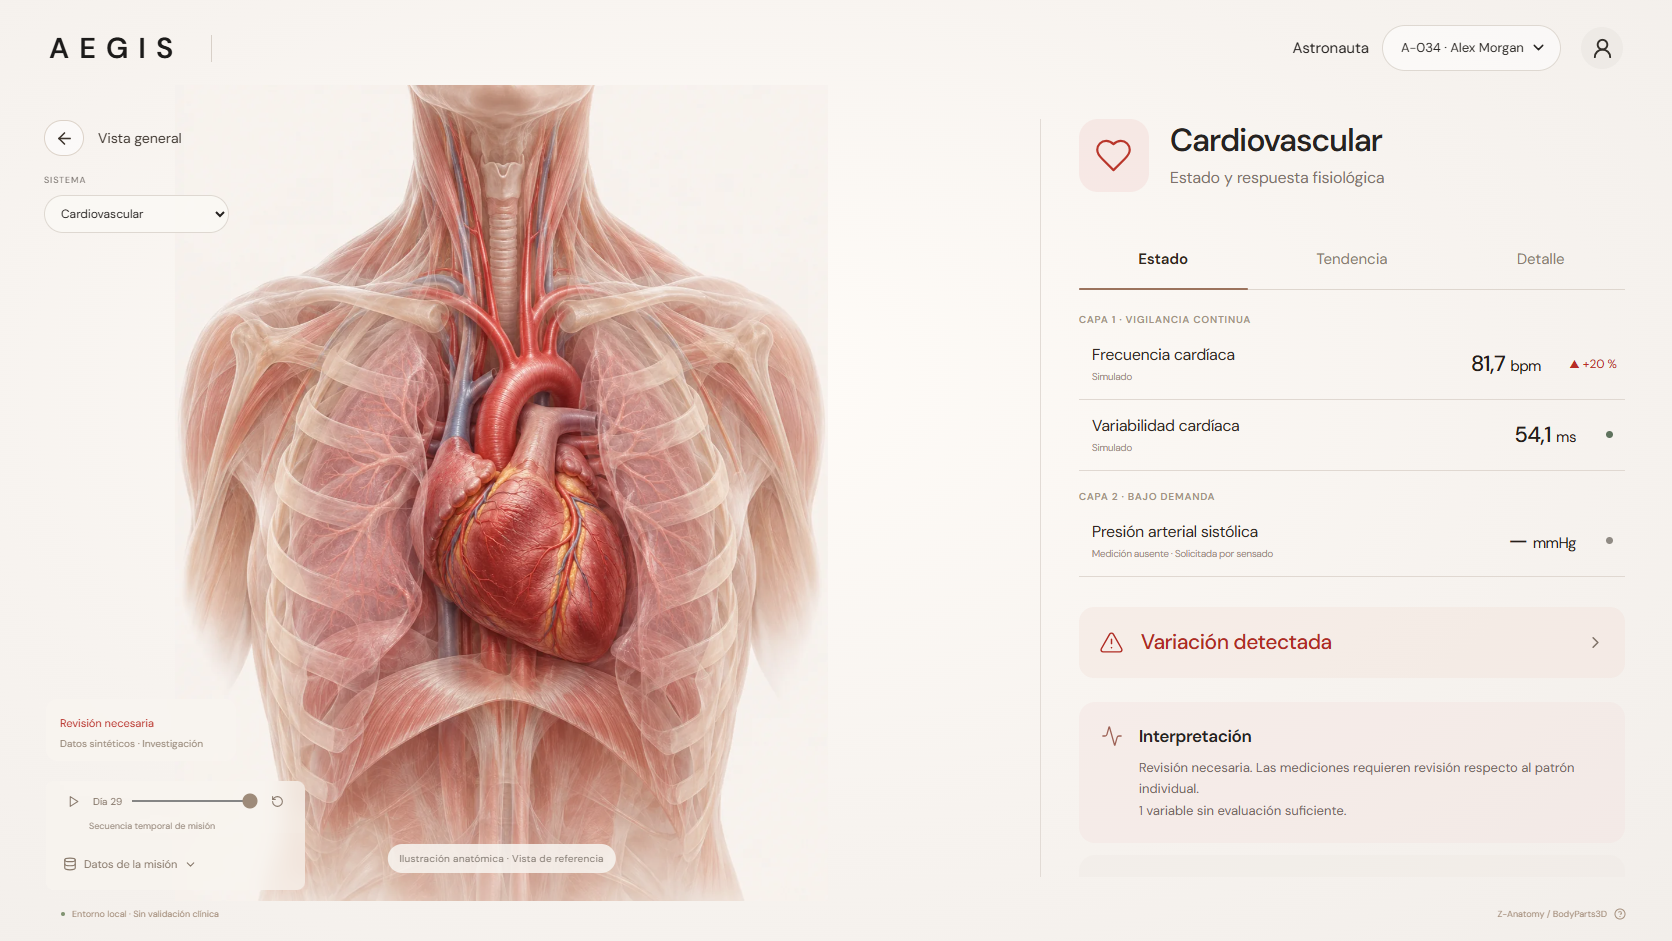 AEGIS
Astronauta
A-034 · Alex Morgan
Vista general
SISTEMA
Cardiovascular
Cardiovascular
Estado y respuesta fisiológica
Estado
Tendencia
Detalle
CAPA 1 · VIGILANCIA CONTINUA
Frecuencia cardíaca
Simulado
81,7 bpm
▲ +20 %
Variabilidad cardíaca
Simulado
54,1 ms
CAPA 2 · BAJO DEMANDA
Presión arterial sistólica
Medición ausente · Solicitada por sensado
— mmHg
Variación detectada
Interpretación
Revisión necesaria. Las mediciones requieren revisión respecto al patrón
individual.
1 variable sin evaluación suficiente.
Revisión necesaria
Datos sintéticos · Investigación
Día 29
Secuencia temporal de misión
Datos de la misión
Ilustración anatómica · Vista de referencia
Entorno local · Sin validación clínica
Z-Anatomy / BodyParts3D